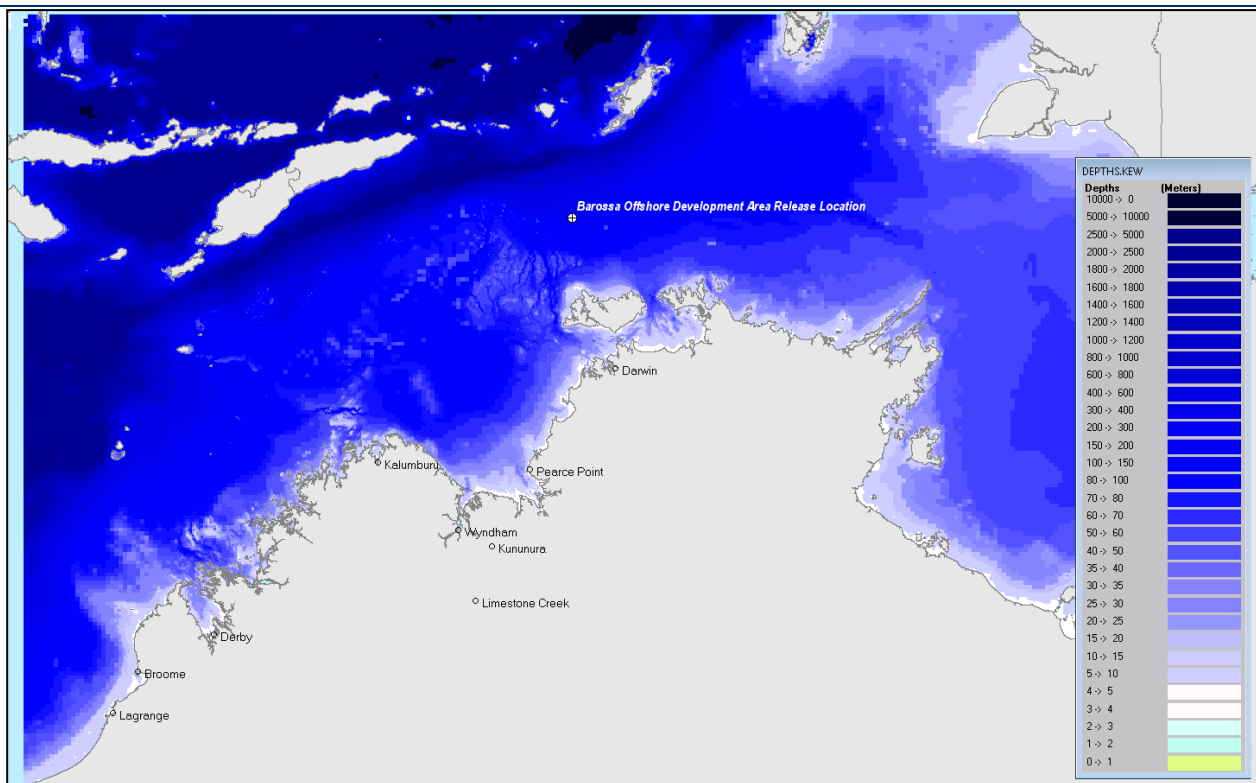 Barossa Offshore Development Area Release Location
Darwin
Kalumburu
Pearce Point
Wyndham
Kununura
Limestone Creek
Derby
Broome
Lagrange
DEPTHS.KEW
Depths (Meters)
10000 -> 0
5000 -> 10000
2500 -> 5000
2000 -> 2500
1800 -> 2000
1600 -> 1800
1400 -> 1600
1200 -> 1400
1000 -> 1200
800 -> 1000
600 -> 800
400 -> 600
300 -> 400
200 -> 300
150 -> 200
100 -> 150
80 -> 100
70 -> 80
60 -> 70
50 -> 60
40 -> 50
35 -> 40
30 -> 35
25 -> 30
20 -> 25
15 -> 20
10 -> 15
5 -> 10
4 -> 5
3 -> 4
2 -> 3
1 -> 2
0 -> 1